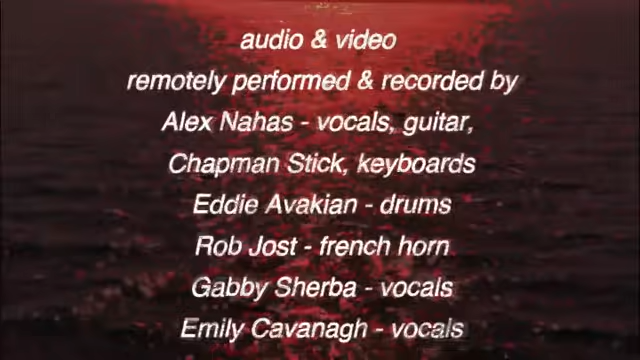 audio & video
remotely performed & recorded by
Alex Nahas - vocals, guitar,
Chapman Stick, keyboards
Eddie Avakian - drums
Rob Jost - french horn
Gabby Sherba - vocals
Emily Cavanagh - vocals